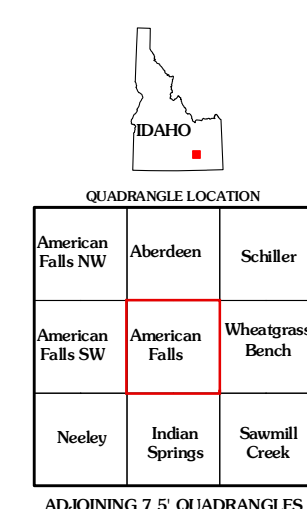 IDAHO
QUADRANGLE LOCATION
American Aberdeen Schiller
Falls NW
American American Wheatgrass
Falls SW Falls Bench
Neeley Indian Sawmill
Springs Creek
ADJOINING 7.5' QUADRANGLES